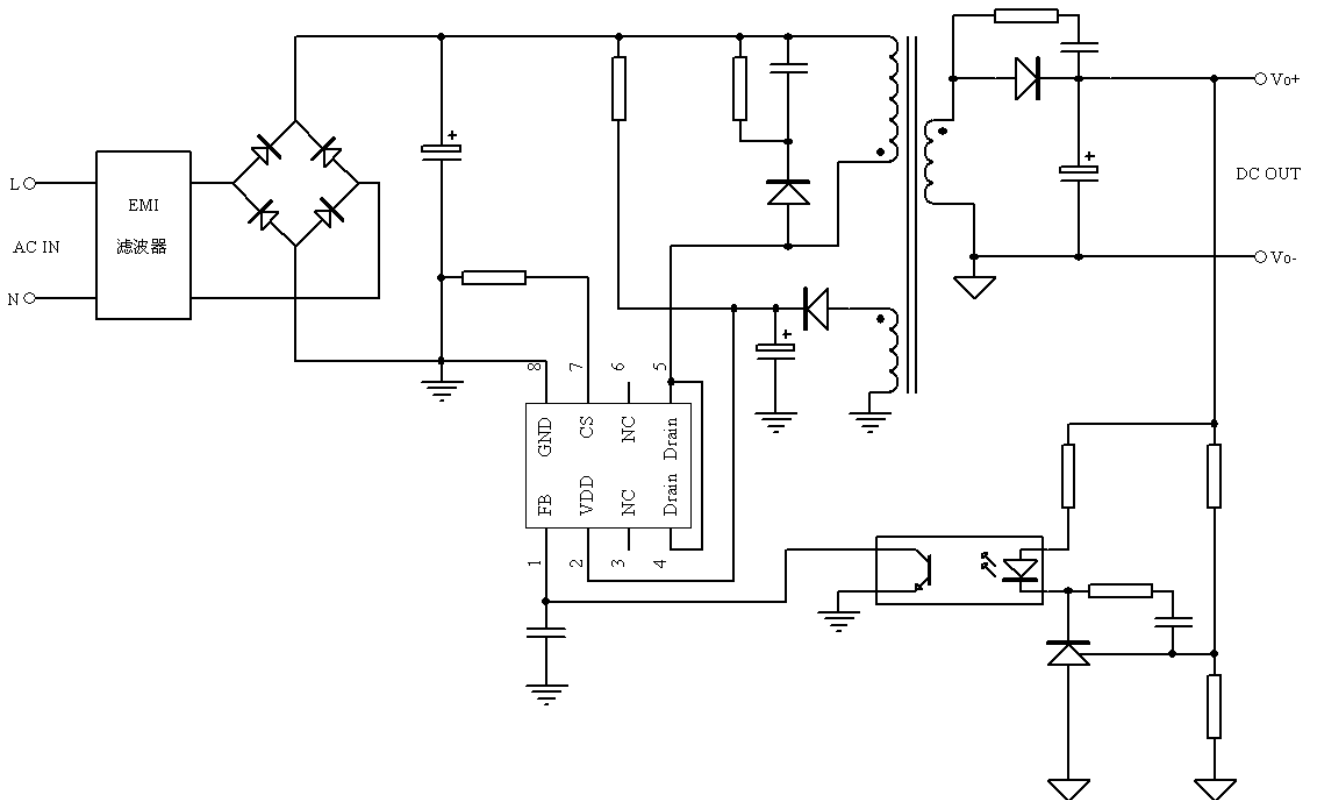 Vo+
L
EMI
DC OUT
AC IN
滤波器
Vo-
N
8
7
6
5
GND
CS
NC
Drain
FB
VDD
NC
Drain
1
2
3
4
+
+
+